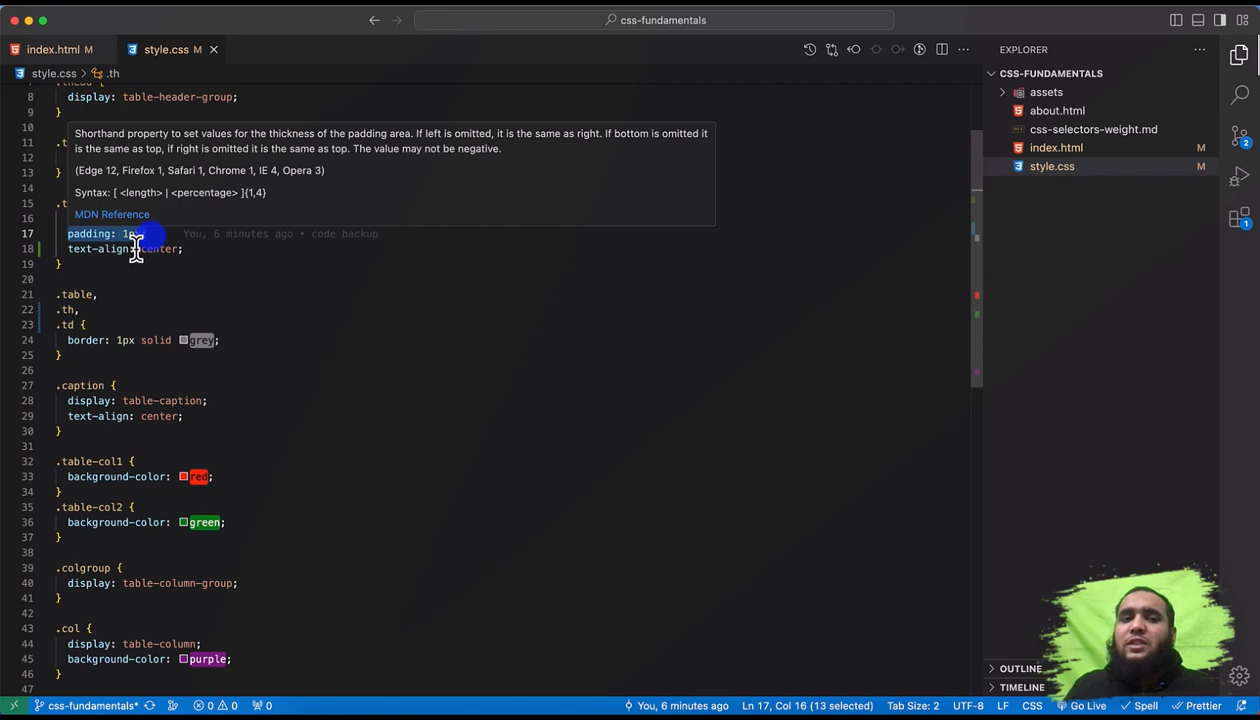 css-fundamentals
index.html M
style.css M
EXPLORER
style.css > .th
CSS-FUNDAMENTALS
assets
about.html
css-selectors-weight.md
index.html M
style.css M
8 display: table-header-group;
9 }
10
11 .t
12
13 }
14
15 .t
16
17 padding: 1p You, 6 minutes ago • code backup
18 text-align: center;
19 }
20
21 .table,
22 .th,
23 .td {
24 border: 1px solid grey;
25 }
26
27 .caption {
28 display: table-caption;
29 text-align: center;
30 }
31
32 .table-col1 {
33 background-color: red;
34 }
35 .table-col2 {
36 background-color: green;
37 }
38
39 .colgroup {
40 display: table-column-group;
41 }
42
43 .col {
44 display: table-column;
45 background-color: purple;
46 }
47
Shorthand property to set values for the thickness of the padding area. If left is omitted, it is the same as right. If bottom is omitted it
is the same as top, if right is omitted it is the same as top. The value may not be negative.
(Edge 12, Firefox 1, Safari 1, Chrome 1, IE 4, Opera 3)
Syntax: [ <length> | <percentage> ]{1,4}
MDN Reference
2
1
OUTLINE
TIMELINE
css-fundamentals* 0 0 0 You, 6 minutes ago Ln 17, Col 16 (13 selected) Tab Size: 2 UTF-8 LF CSS Go Live Spell Prettier